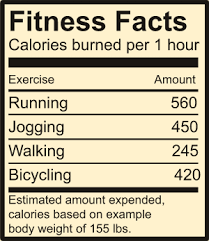 Fitness Facts
Calories burned per 1 hour
Exercise Amount
Running 560
Jogging 450
Walking 245
Bicycling 420
Estimated amount expended,
calories based on example
body weight of 155 lbs.